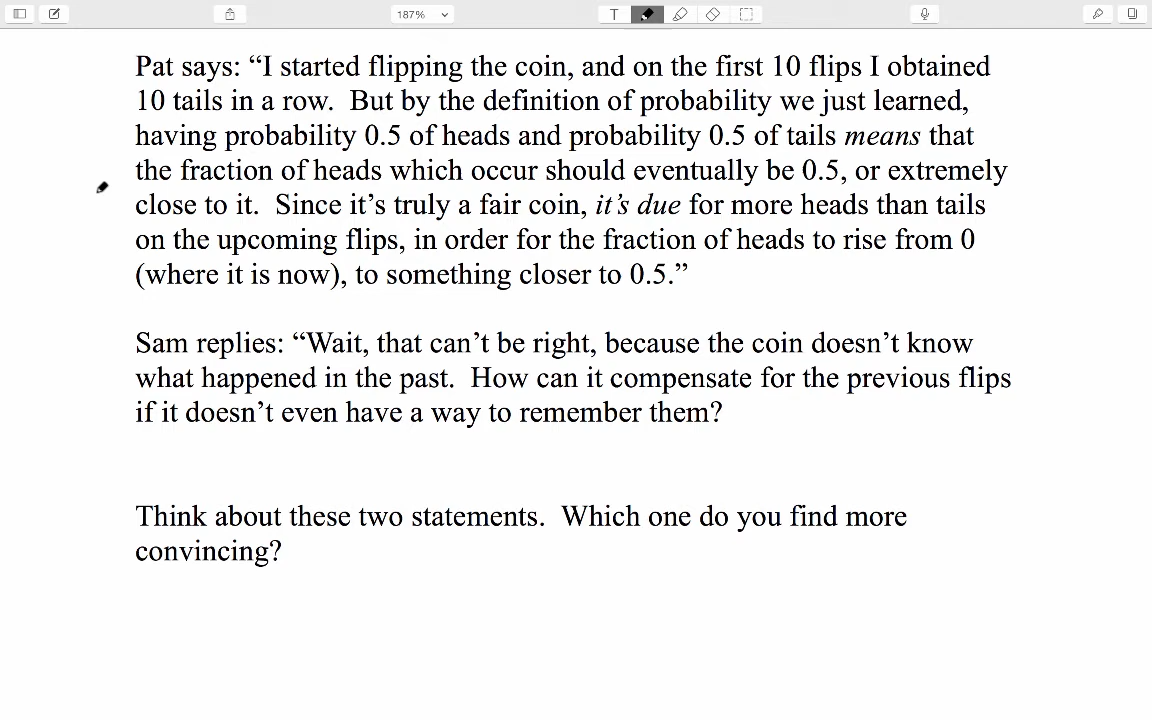 187%
T
Pat says: “I started flipping the coin, and on the first 10 flips I obtained
10 tails in a row.  But by the definition of probability we just learned,
having probability 0.5 of heads and probability 0.5 of tails means that
the fraction of heads which occur should eventually be 0.5, or extremely
close to it.  Since it’s truly a fair coin, it’s due for more heads than tails
on the upcoming flips, in order for the fraction of heads to rise from 0
(where it is now), to something closer to 0.5.”
Sam replies: “Wait, that can’t be right, because the coin doesn’t know
what happened in the past.  How can it compensate for the previous flips
if it doesn’t even have a way to remember them?
Think about these two statements.  Which one do you find more
convincing?